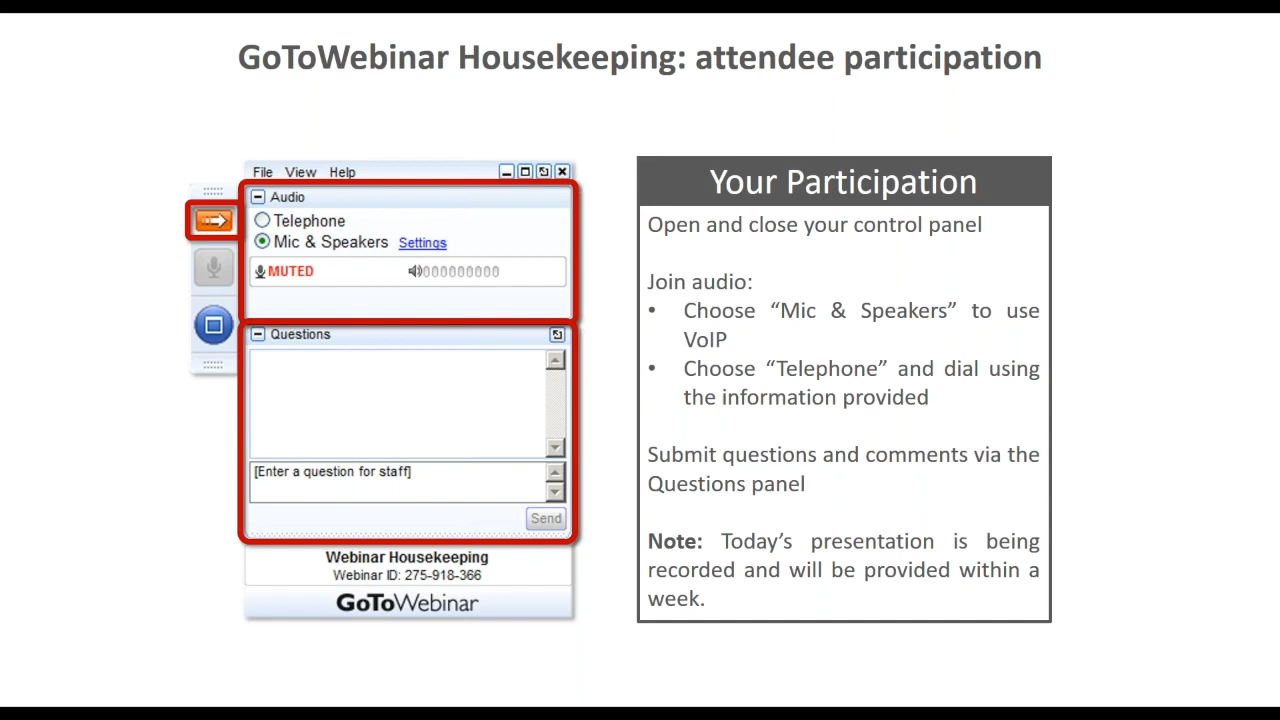 GoToWebinar Housekeeping: attendee participation
File View Help
Audio
Telephone
Mic & Speakers Settings
MUTED 000000000
Questions
[Enter a question for staff]
Send
Webinar Housekeeping
Webinar ID: 275-918-366
GoToWebinar
Your Participation
Open and close your control panel
Join audio:
• Choose “Mic & Speakers” to use
VoIP
• Choose “Telephone” and dial using
the information provided
Submit questions and comments via the
Questions panel
Note: Today’s presentation is being
recorded and will be provided within a
week.